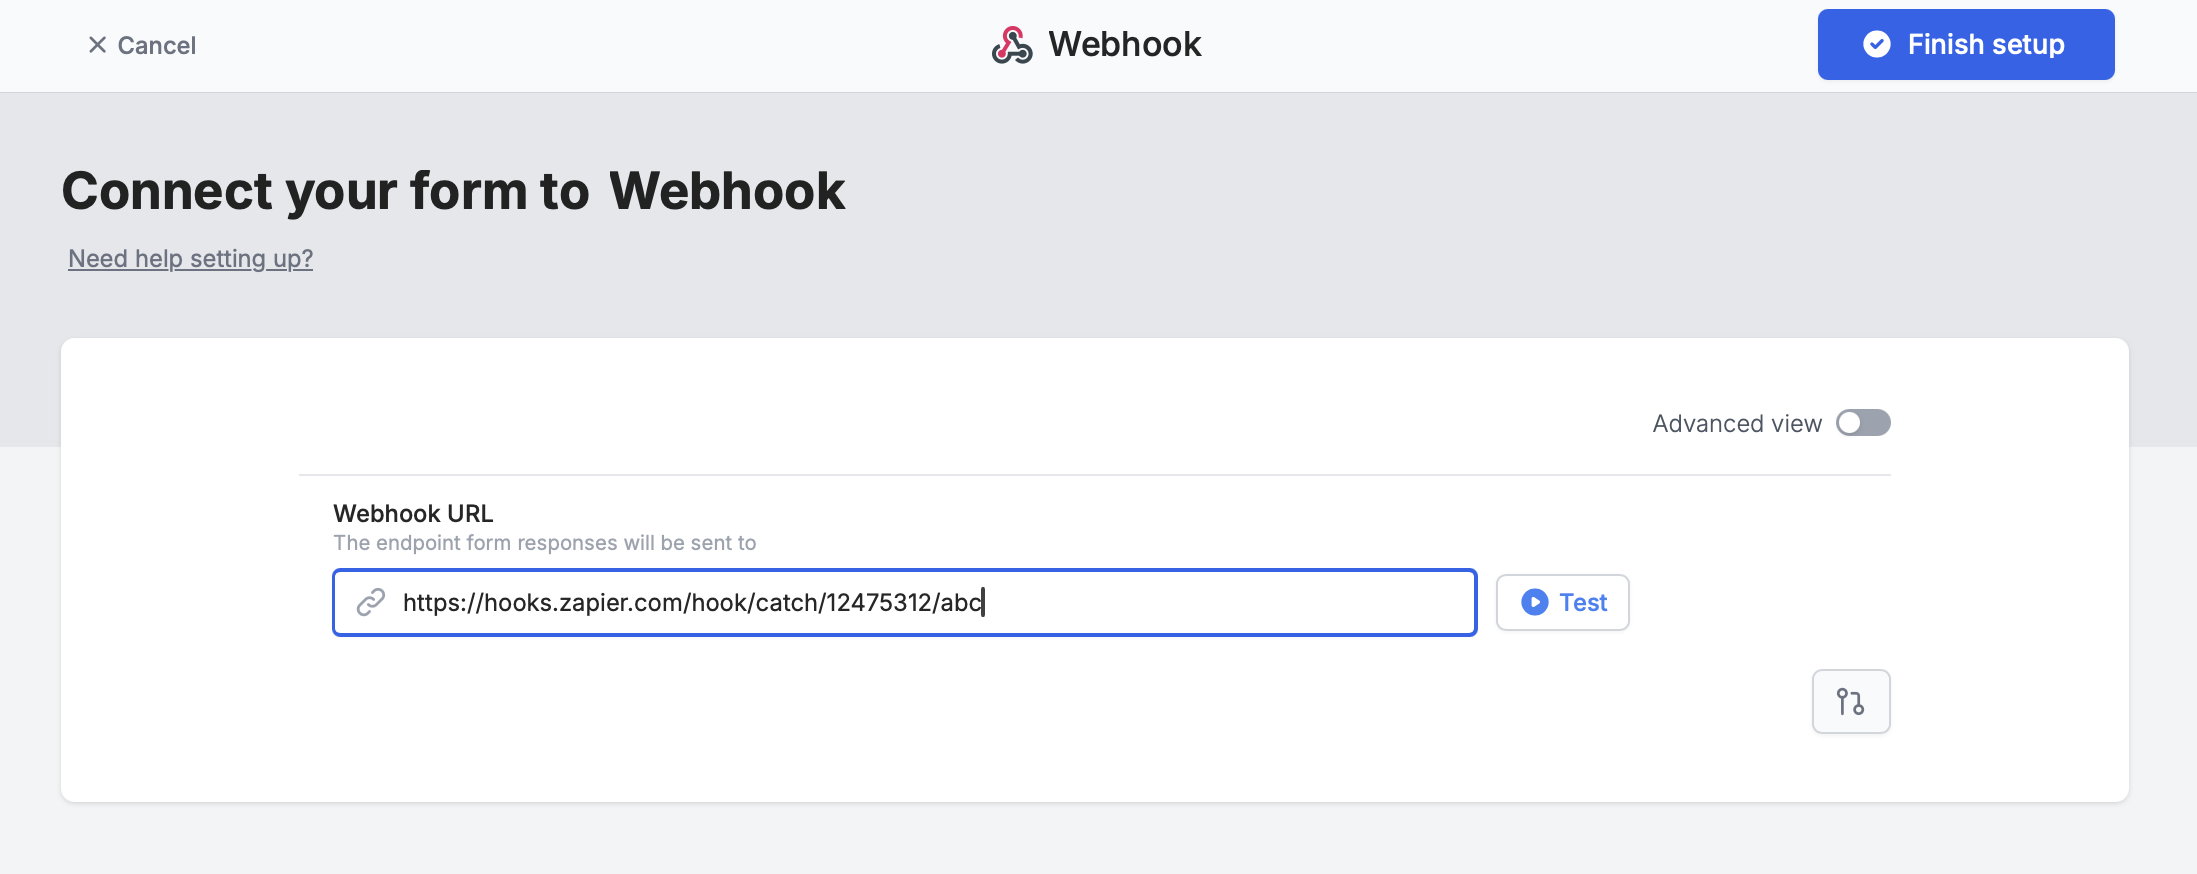 Cancel
Webhook
Finish setup
Connect your form to Webhook
Need help setting up?
Advanced view
Webhook URL
The endpoint form responses will be sent to
https://hooks.zapier.com/hook/catch/12475312/abc
Test